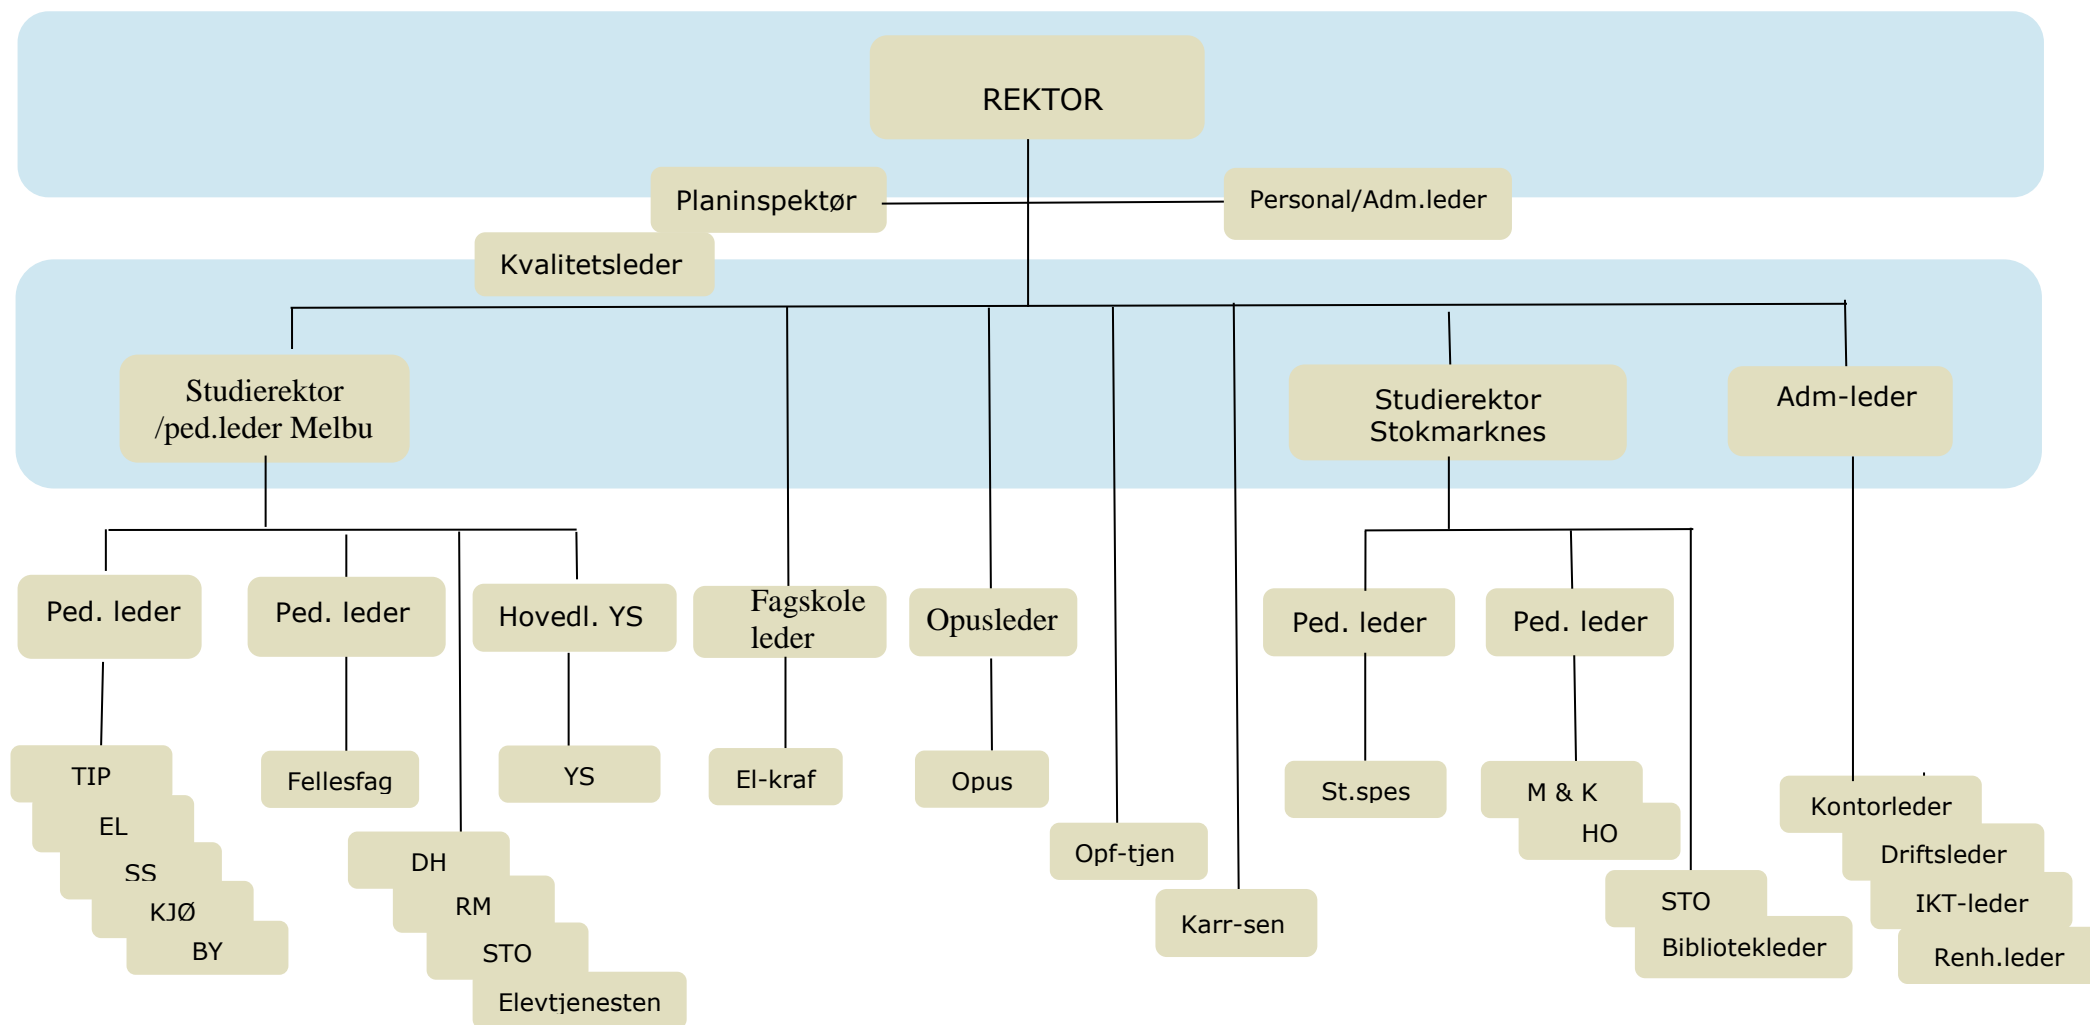 REKTOR
Planinspektør
Personal/Adm.leder
Kvalitetsleder
Studierektor
/ped.leder Melbu
Studierektor
Stokmarknes
Adm-leder
Ped. leder
Ped. leder
Hovedl. YS
Fagskole
leder
Opusleder
Ped. leder
Ped. leder
TIP
EL
SS
KJØ
BY
Fellesfag
DH
RM
STO
Elevtjenesten
YS
El-kraf
Opus
Opf-tjen
Karr-sen
St.spes
M & K
HO
STO
Bibliotekleder
Kontorleder
Driftsleder
IKT-leder
Renh.leder